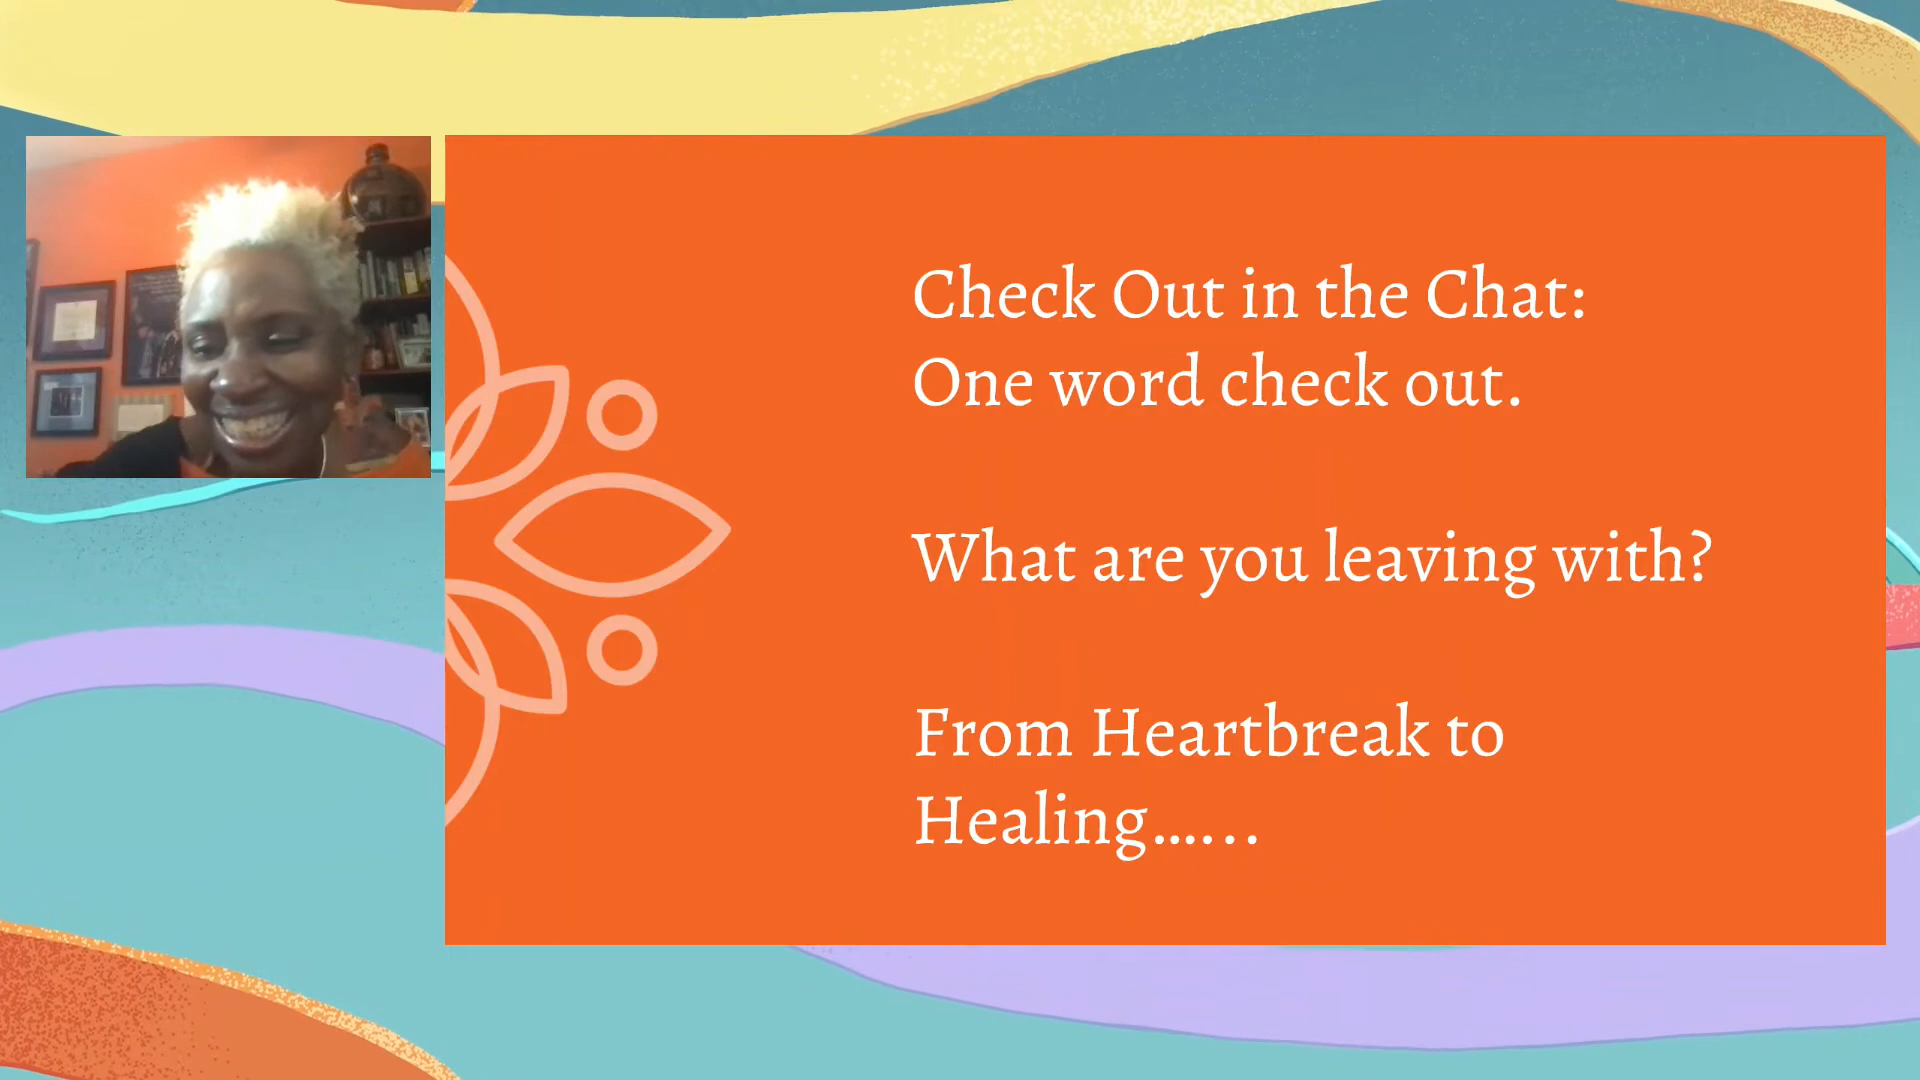 Check Out in the Chat:
One word check out.
What are you leaving with?
From Heartbreak to
Healing…...